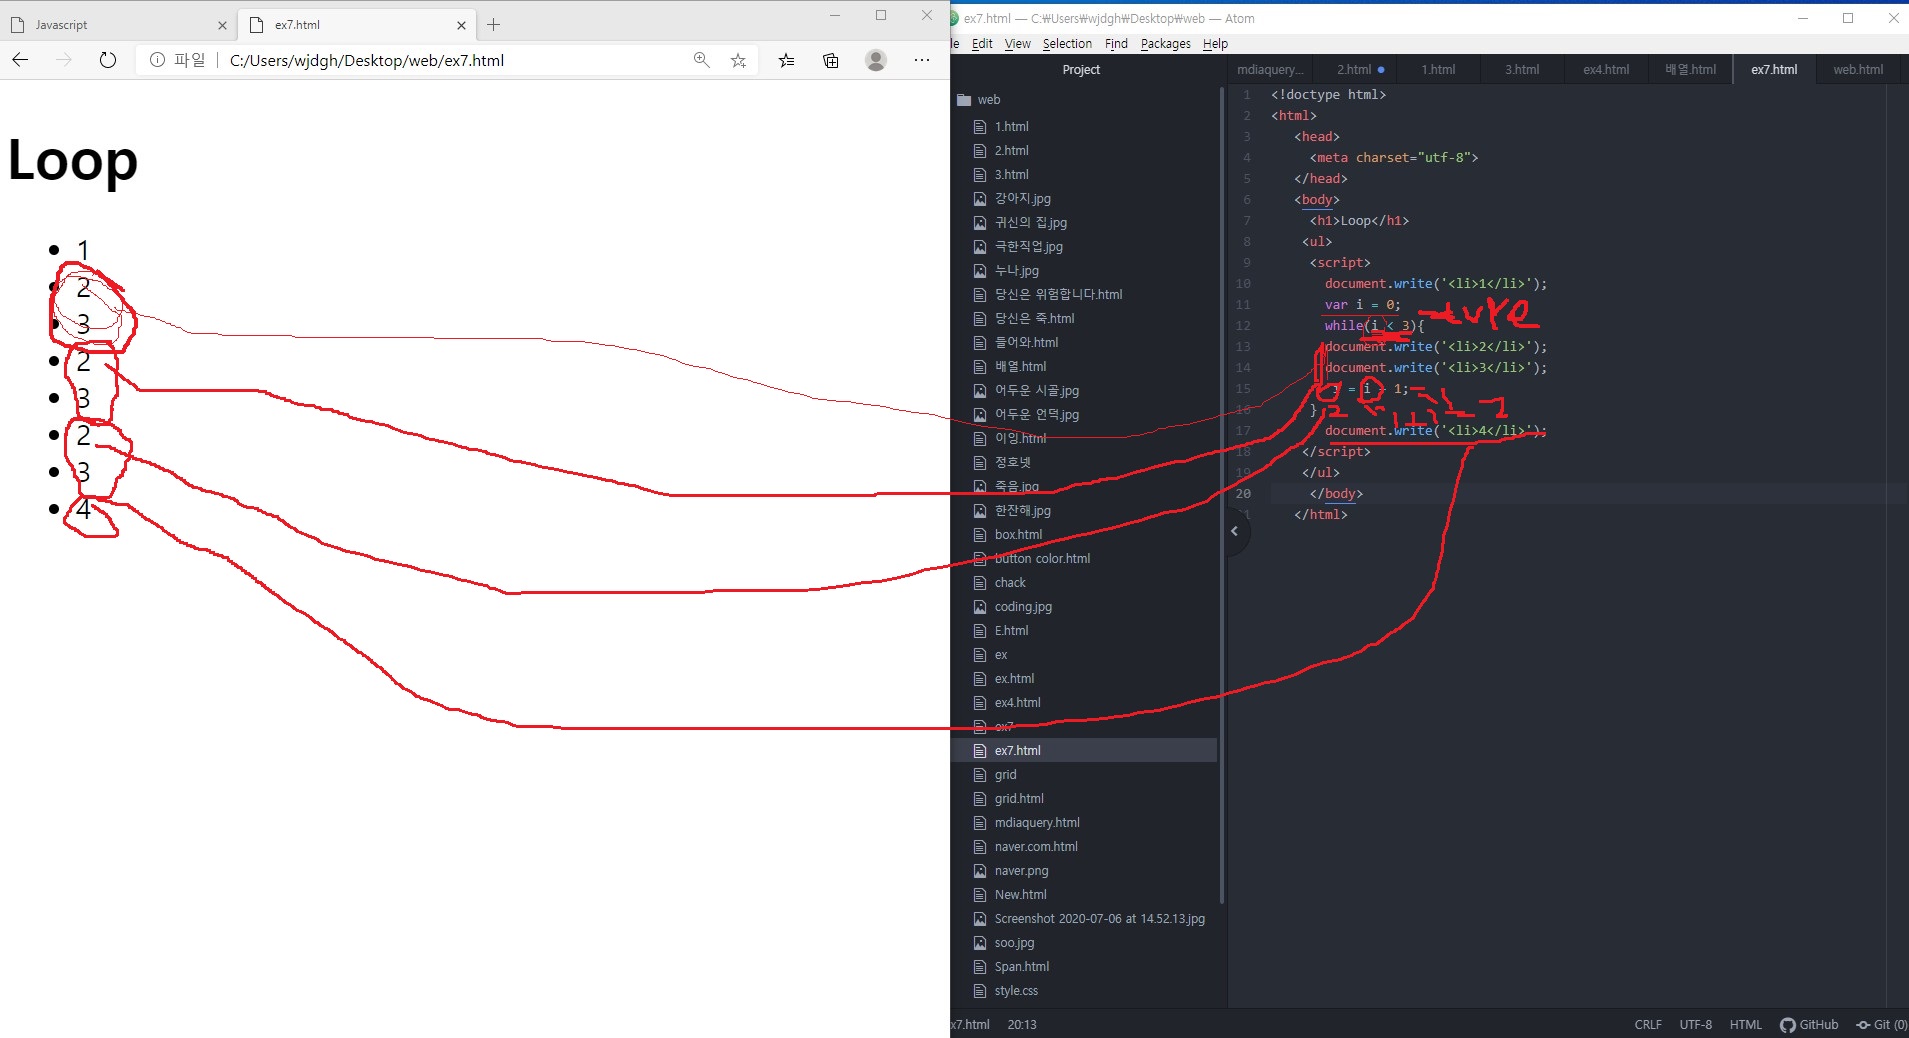 Javascript
ex7.html
파일
C:/Users/wjdgh/Desktop/web/ex7.html
Loop
1
2
3
2
3
2
3
4
ex7.html — C:₩Users₩wjdgh₩Desktop₩web — Atom
le Edit View Selection Find Packages Help
Project
web
1.html
2.html
3.html
강아지.jpg
귀신의 집.jpg
극한직업.jpg
누나.jpg
당신은 위험합니다.html
당신은 죽.html
들어와.html
배열.html
어두운 시골.jpg
어두운 언덕.jpg
이잉.html
정호넷
죽음.jpg
한잔해.jpg
box.html
button color.html
chack
coding.jpg
E.html
ex
ex.html
ex4.html
ex7
ex7.html
grid
grid.html
mdiaquery.html
naver.com.html
naver.png
New.html
Screenshot 2020-07-06 at 14.52.13.jpg
soo.jpg
Span.html
style.css
mdiaquery... 2.html 1.html 3.html ex4.html 배열.html ex7.html web.html
1 <!doctype html>
2 <html>
3 <head>
4 <meta charset="utf-8">
5 </head>
6 <body>
7 <h1>Loop</h1>
8 <ul>
9 <script>
10 document.write('<li>1</li>');
11 var i = 0;
12 while(i < 3){
13 document.write('<li>2</li>');
14 document.write('<li>3</li>');
15 i = i + 1;
16 }
17 document.write('<li>4</li>');
18 </script>
19 </ul>
20 </body>
</html>
x7.html 20:13
CRLF UTF-8 HTML GitHub Git (0)